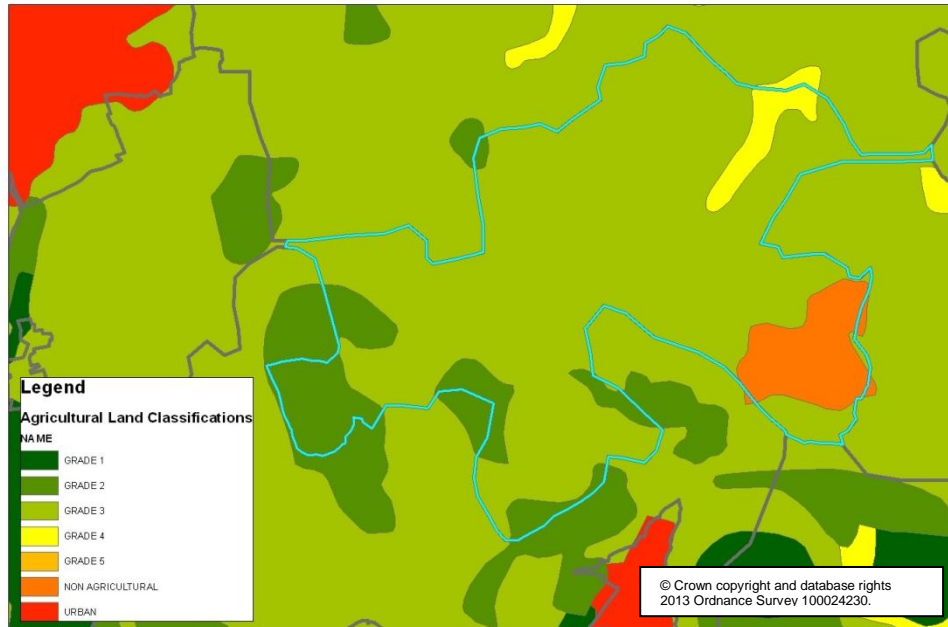 Legend
Agricultural Land Classifications
NAME
GRADE 1
GRADE 2
GRADE 3
GRADE 4
GRADE 5
NON AGRICULTURAL
URBAN
© Crown copyright and database rights
2013 Ordnance Survey 100024230.